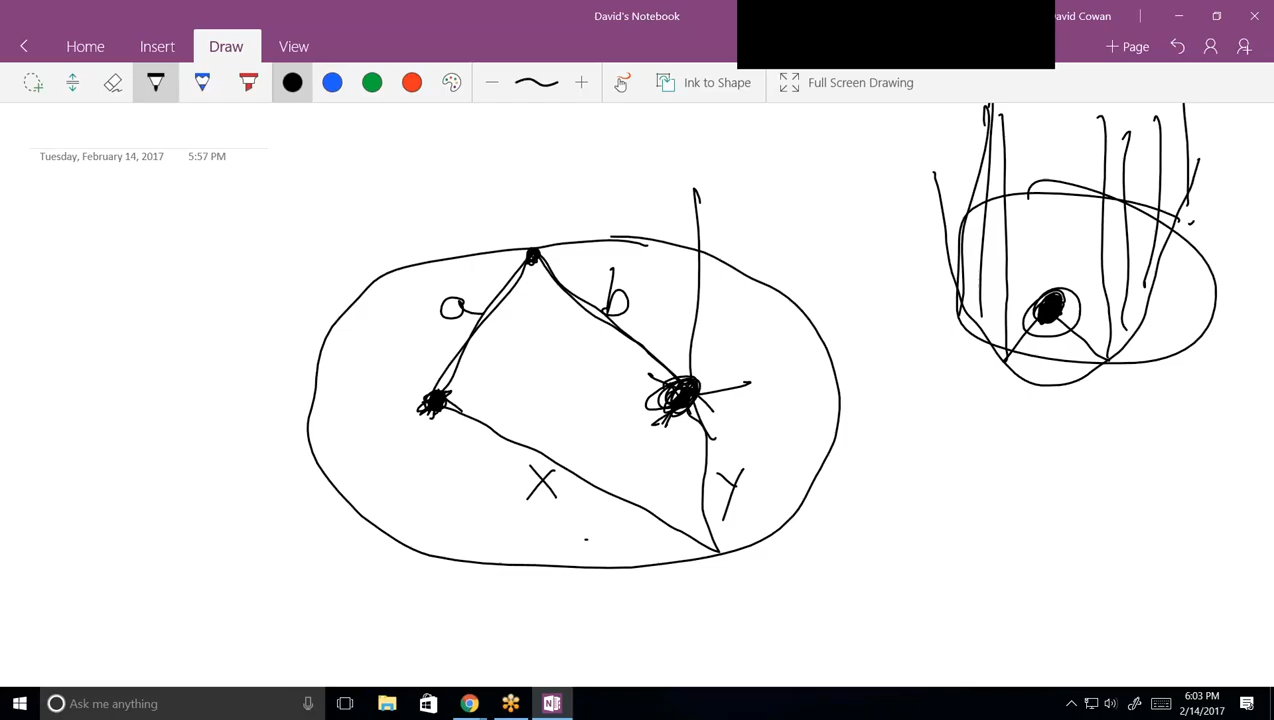 David's Notebook
avid Cowan
Home Insert Draw View
Page
Ink to Shape
Full Screen Drawing
Tuesday, February 14, 2017 5:57 PM
a
b
X
Y
Ask me anything
N
6:03 PM
2/14/2017